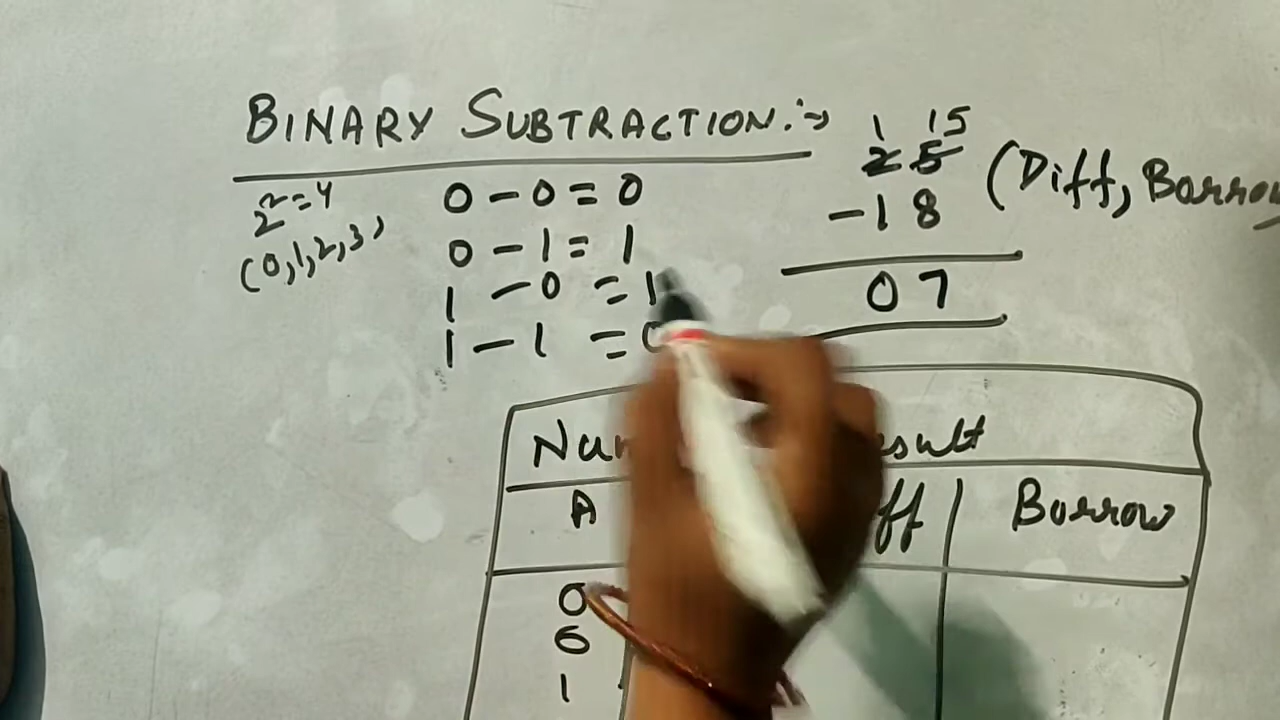 BINARY SUBTRACTION :→
2² = 4
(0,1,2,3)
0 - 0 = 0
0 - 1 = 1
1 - 0 = 1
1 - 1 = 0
1 15
2 5
- 1 8
0 7
(Diff, Borrow
A Borrow
0
0
1